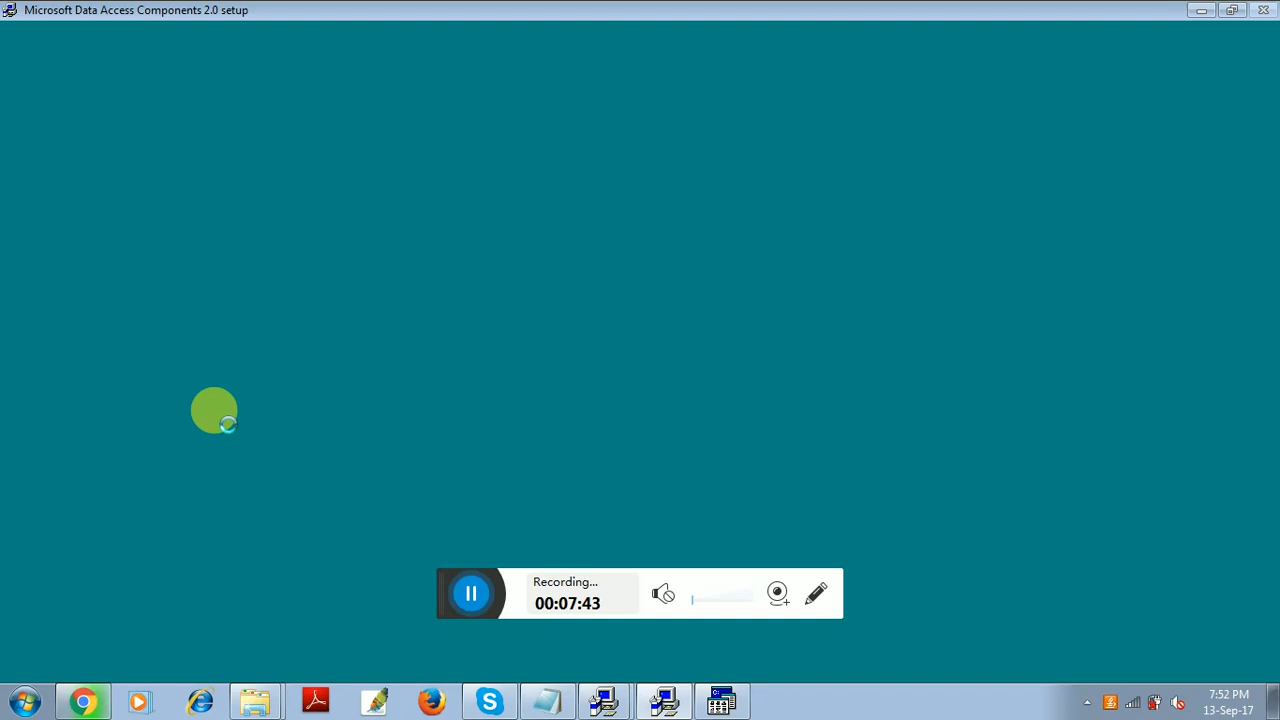 Microsoft Data Access Components 2.0 setup
Recording...
00:07:43
7:52 PM
13-Sep-17